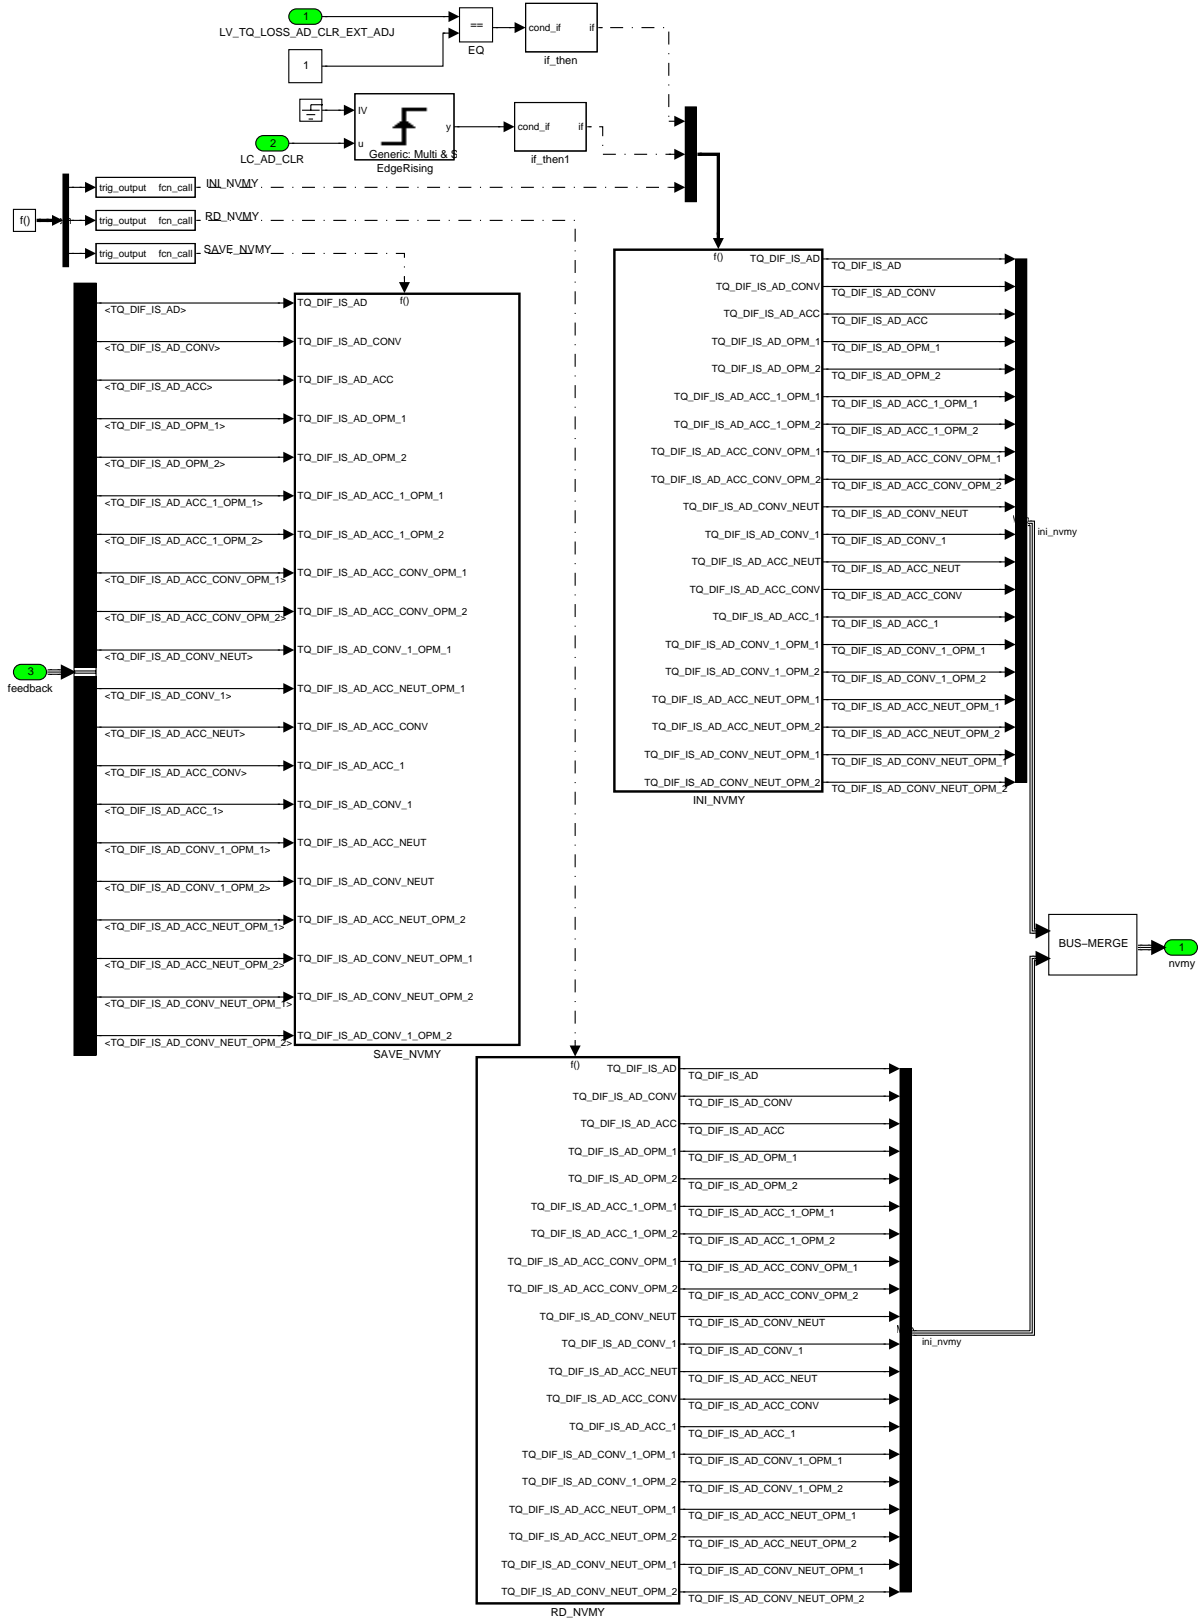 1
LV_TQ_LOSS_AD_CLR_EXT_ADJ
==
EQ
cond_if
if
if_then
1
IV
u
y
Generic: Multi & S
EdgeRising
cond_if
if
if_then1
2
LC_AD_CLR
trig_output
fcn_call
INI_NVMY
f()
trig_output
fcn_call
RD_NVMY
trig_output
fcn_call
SAVE_NVMY
3
feedback
<TQ_DIF_IS_AD>
<TQ_DIF_IS_AD_CONV>
<TQ_DIF_IS_AD_ACC>
<TQ_DIF_IS_AD_OPM_1>
<TQ_DIF_IS_AD_OPM_2>
<TQ_DIF_IS_AD_ACC_1_OPM_1>
<TQ_DIF_IS_AD_ACC_1_OPM_2>
<TQ_DIF_IS_AD_ACC_CONV_OPM_1>
<TQ_DIF_IS_AD_ACC_CONV_OPM_2>
<TQ_DIF_IS_AD_CONV_NEUT>
<TQ_DIF_IS_AD_CONV_1>
<TQ_DIF_IS_AD_ACC_NEUT>
<TQ_DIF_IS_AD_ACC_CONV>
<TQ_DIF_IS_AD_ACC_1>
<TQ_DIF_IS_AD_CONV_1_OPM_1>
<TQ_DIF_IS_AD_CONV_1_OPM_2>
<TQ_DIF_IS_AD_ACC_NEUT_OPM_1>
<TQ_DIF_IS_AD_ACC_NEUT_OPM_2>
<TQ_DIF_IS_AD_CONV_NEUT_OPM_1>
<TQ_DIF_IS_AD_CONV_NEUT_OPM_2>
f()
TQ_DIF_IS_AD
TQ_DIF_IS_AD_CONV
TQ_DIF_IS_AD_ACC
TQ_DIF_IS_AD_OPM_1
TQ_DIF_IS_AD_OPM_2
TQ_DIF_IS_AD_ACC_1_OPM_1
TQ_DIF_IS_AD_ACC_1_OPM_2
TQ_DIF_IS_AD_ACC_CONV_OPM_1
TQ_DIF_IS_AD_ACC_CONV_OPM_2
TQ_DIF_IS_AD_CONV_1_OPM_1
TQ_DIF_IS_AD_ACC_NEUT_OPM_1
TQ_DIF_IS_AD_ACC_CONV
TQ_DIF_IS_AD_ACC_1
TQ_DIF_IS_AD_CONV_1
TQ_DIF_IS_AD_ACC_NEUT
TQ_DIF_IS_AD_CONV_NEUT
TQ_DIF_IS_AD_ACC_NEUT_OPM_2
TQ_DIF_IS_AD_CONV_NEUT_OPM_1
TQ_DIF_IS_AD_CONV_NEUT_OPM_2
TQ_DIF_IS_AD_CONV_1_OPM_2
SAVE_NVMY
f()
TQ_DIF_IS_AD
TQ_DIF_IS_AD_CONV
TQ_DIF_IS_AD_ACC
TQ_DIF_IS_AD_OPM_1
TQ_DIF_IS_AD_OPM_2
TQ_DIF_IS_AD_ACC_1_OPM_1
TQ_DIF_IS_AD_ACC_1_OPM_2
TQ_DIF_IS_AD_ACC_CONV_OPM_1
TQ_DIF_IS_AD_ACC_CONV_OPM_2
TQ_DIF_IS_AD_CONV_NEUT
TQ_DIF_IS_AD_CONV_1
TQ_DIF_IS_AD_ACC_NEUT
TQ_DIF_IS_AD_ACC_CONV
TQ_DIF_IS_AD_ACC_1
TQ_DIF_IS_AD_CONV_1_OPM_1
TQ_DIF_IS_AD_CONV_1_OPM_2
TQ_DIF_IS_AD_ACC_NEUT_OPM_1
TQ_DIF_IS_AD_ACC_NEUT_OPM_2
TQ_DIF_IS_AD_CONV_NEUT_OPM_1
TQ_DIF_IS_AD_CONV_NEUT_OPM_2
INI_NVMY
TQ_DIF_IS_AD
TQ_DIF_IS_AD_CONV
TQ_DIF_IS_AD_ACC
TQ_DIF_IS_AD_OPM_1
TQ_DIF_IS_AD_OPM_2
TQ_DIF_IS_AD_ACC_1_OPM_1
TQ_DIF_IS_AD_ACC_1_OPM_2
TQ_DIF_IS_AD_ACC_CONV_OPM_1
TQ_DIF_IS_AD_ACC_CONV_OPM_2
TQ_DIF_IS_AD_CONV_NEUT
TQ_DIF_IS_AD_CONV_1
TQ_DIF_IS_AD_ACC_NEUT
TQ_DIF_IS_AD_ACC_CONV
TQ_DIF_IS_AD_ACC_1
TQ_DIF_IS_AD_CONV_1_OPM_1
TQ_DIF_IS_AD_CONV_1_OPM_2
TQ_DIF_IS_AD_ACC_NEUT_OPM_1
TQ_DIF_IS_AD_ACC_NEUT_OPM_2
TQ_DIF_IS_AD_CONV_NEUT_OPM_1
TQ_DIF_IS_AD_CONV_NEUT_OPM_2
ini_nvmy
BUS−MERGE
1
nvmy
f()
TQ_DIF_IS_AD
TQ_DIF_IS_AD_CONV
TQ_DIF_IS_AD_ACC
TQ_DIF_IS_AD_OPM_1
TQ_DIF_IS_AD_OPM_2
TQ_DIF_IS_AD_ACC_1_OPM_1
TQ_DIF_IS_AD_ACC_1_OPM_2
TQ_DIF_IS_AD_ACC_CONV_OPM_1
TQ_DIF_IS_AD_ACC_CONV_OPM_2
TQ_DIF_IS_AD_CONV_NEUT
TQ_DIF_IS_AD_CONV_1
TQ_DIF_IS_AD_ACC_NEUT
TQ_DIF_IS_AD_ACC_CONV
TQ_DIF_IS_AD_ACC_1
TQ_DIF_IS_AD_CONV_1_OPM_1
TQ_DIF_IS_AD_CONV_1_OPM_2
TQ_DIF_IS_AD_ACC_NEUT_OPM_1
TQ_DIF_IS_AD_ACC_NEUT_OPM_2
TQ_DIF_IS_AD_CONV_NEUT_OPM_1
TQ_DIF_IS_AD_CONV_NEUT_OPM_2
RD_NVMY
TQ_DIF_IS_AD
TQ_DIF_IS_AD_CONV
TQ_DIF_IS_AD_ACC
TQ_DIF_IS_AD_OPM_1
TQ_DIF_IS_AD_OPM_2
TQ_DIF_IS_AD_ACC_1_OPM_1
TQ_DIF_IS_AD_ACC_1_OPM_2
TQ_DIF_IS_AD_ACC_CONV_OPM_1
TQ_DIF_IS_AD_ACC_CONV_OPM_2
TQ_DIF_IS_AD_CONV_NEUT
TQ_DIF_IS_AD_CONV_1
TQ_DIF_IS_AD_ACC_NEUT
TQ_DIF_IS_AD_ACC_CONV
TQ_DIF_IS_AD_ACC_1
TQ_DIF_IS_AD_CONV_1_OPM_1
TQ_DIF_IS_AD_CONV_1_OPM_2
TQ_DIF_IS_AD_ACC_NEUT_OPM_1
TQ_DIF_IS_AD_ACC_NEUT_OPM_2
TQ_DIF_IS_AD_CONV_NEUT_OPM_1
TQ_DIF_IS_AD_CONV_NEUT_OPM_2
ini_nvmy